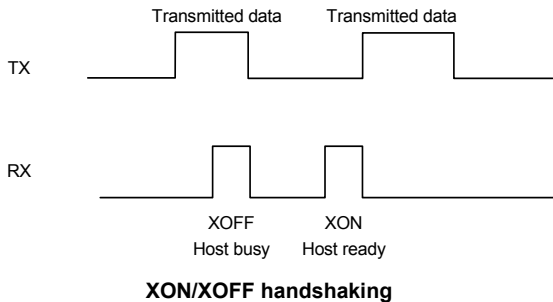 Transmitted data Transmitted data
TX
RX
XOFF XON
Host busy Host ready
XON/XOFF handshaking